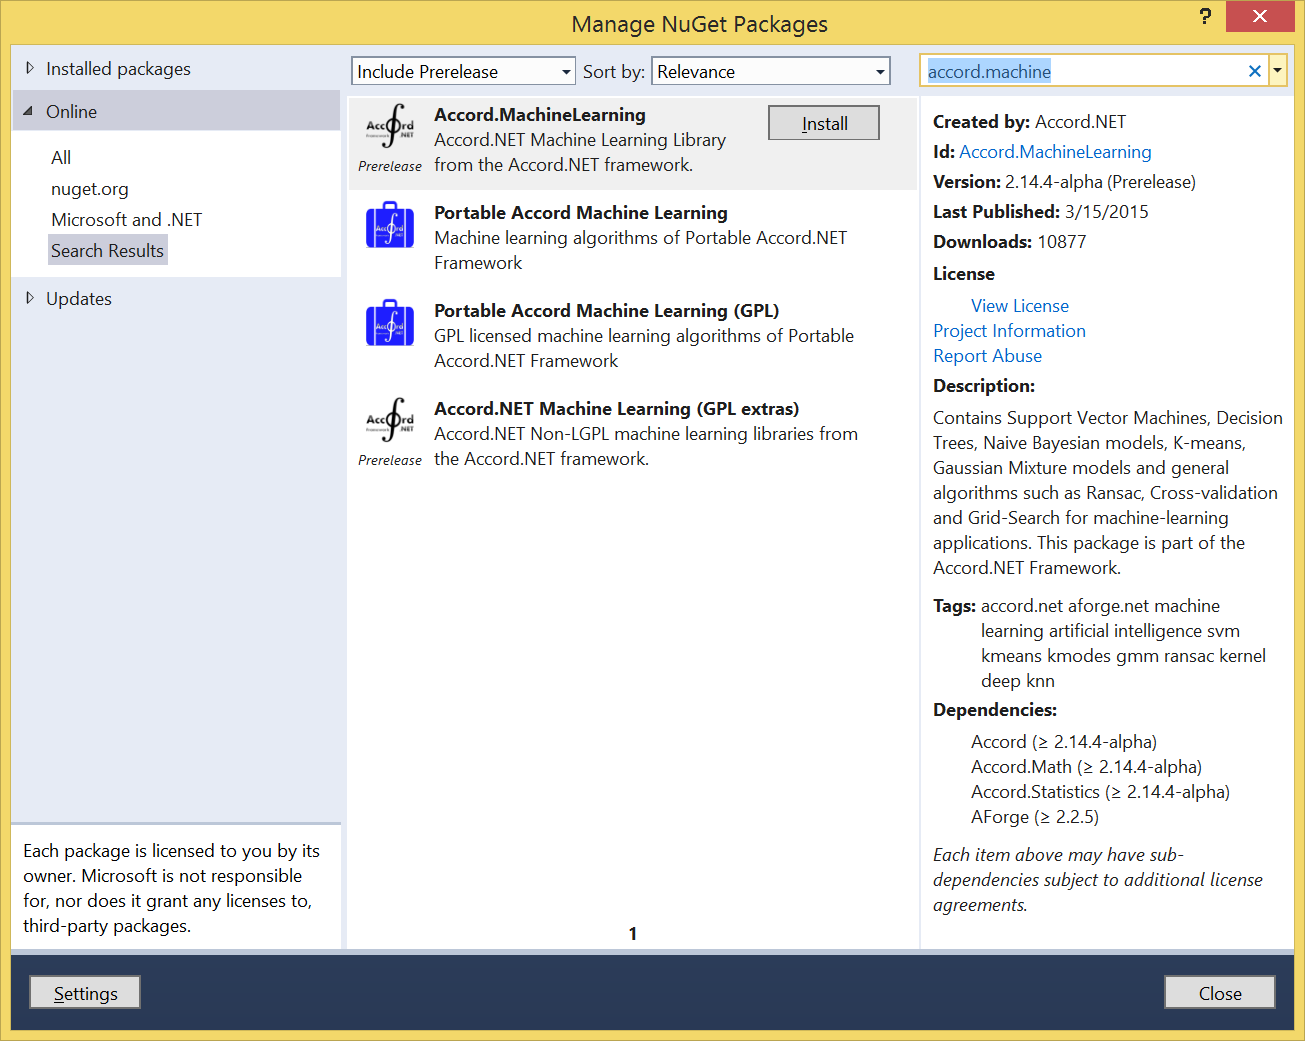 Manage NuGet Packages
?
Installed packages
Online
All
nuget.org
Microsoft and .NET
Search Results
Updates
Each package is licensed to you by its
owner. Microsoft is not responsible
for, nor does it grant any licenses to,
third-party packages.
Include Prerelease
Sort by:
Relevance
Accord.MachineLearning
Accord.NET Machine Learning Library
from the Accord.NET framework.
Prerelease
Install
Portable Accord Machine Learning
Machine learning algorithms of Portable Accord.NET
Framework
Portable Accord Machine Learning (GPL)
GPL licensed machine learning algorithms of Portable
Accord.NET Framework
Accord.NET Machine Learning (GPL extras)
Accord.NET Non-LGPL machine learning libraries from
the Accord.NET framework.
Prerelease
1
accord.machine
Created by: Accord.NET
Id: Accord.MachineLearning
Version: 2.14.4-alpha (Prerelease)
Last Published: 3/15/2015
Downloads: 10877
License
View License
Project Information
Report Abuse
Description:
Contains Support Vector Machines, Decision
Trees, Naive Bayesian models, K-means,
Gaussian Mixture models and general
algorithms such as Ransac, Cross-validation
and Grid-Search for machine-learning
applications. This package is part of the
Accord.NET Framework.
Tags: accord.net aforge.net machine
learning artificial intelligence svm
kmeans kmodes gmm ransac kernel
deep knn
Dependencies:
Accord (≥ 2.14.4-alpha)
Accord.Math (≥ 2.14.4-alpha)
Accord.Statistics (≥ 2.14.4-alpha)
AForge (≥ 2.2.5)
Each item above may have sub-
dependencies subject to additional license
agreements.
Settings
Close